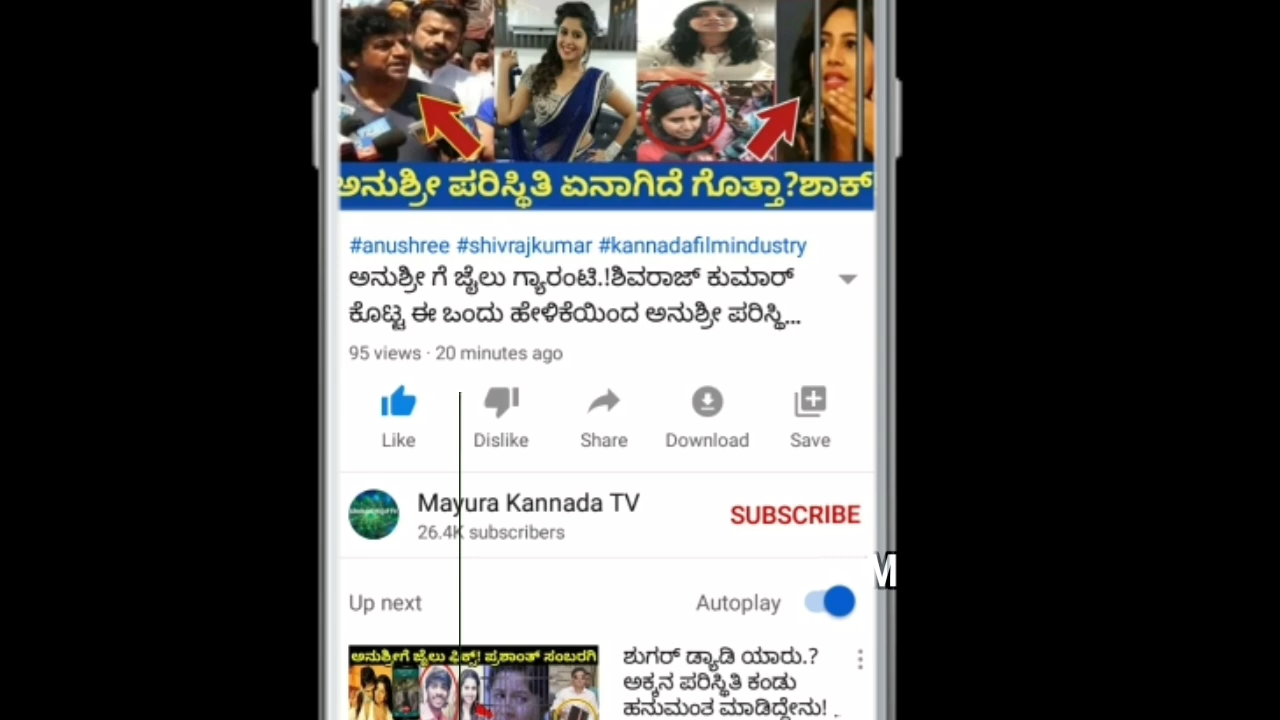 ಅನುಶ್ರೀ ಪರಿಸ್ಥಿತಿ ಏನಾಗಿದೆ ಗೊತ್ತಾ?ಶಾಕ್
#anushree #shivrajkumar #kannadafilmindustry
ಅನುಶ್ರೀ ಗೆ ಜೈಲು ಗ್ಯಾರಂಟಿ.!ಶಿವರಾಜ್ ಕುಮಾರ್
ಕೊಟ್ಟ ಈ ಒಂದು ಹೇಳಿಕೆಯಿಂದ ಅನುಶ್ರೀ ಪರಿಸ್ಥಿ...
95 views · 20 minutes ago
Like Dislike Share Download Save
Mayura Kannada TV
SUBSCRIBE
26.4K subscribers
M
Up next Autoplay
ಅನುಶ್ರೀಗೆ ಜೈಲು ಫಿಕ್ಸ್! ಪ್ರಶಾಂತ್ ಸಂಬರಗಿ
ಶುಗರ್ ಡ್ಯಾಡಿ ಯಾರು.?
ಅಕ್ಕನ ಪರಿಸ್ಥಿತಿ ಕಂಡು
ಹನುಮಂತ ಮಾಡಿದ್ದೇನು!